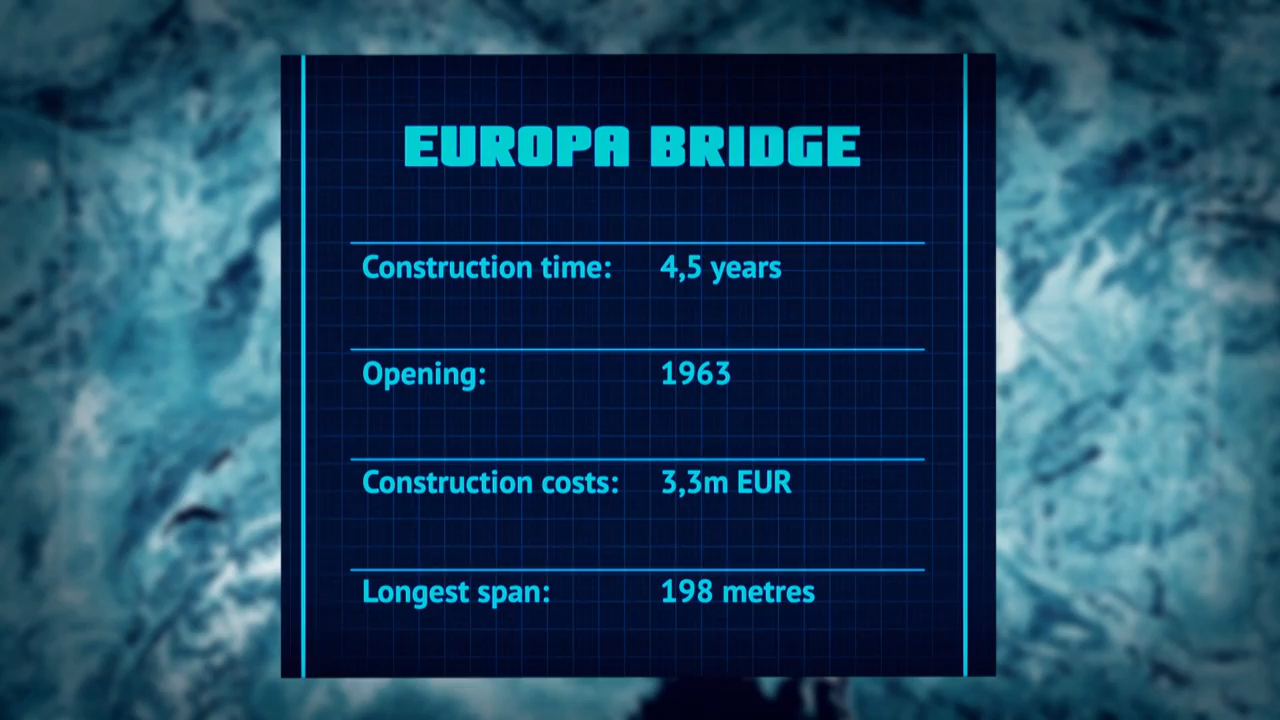 EUROPA BRIDGE
Construction time: 4,5 years
Opening: 1963
Construction costs: 3,3m EUR
Longest span: 198 metres